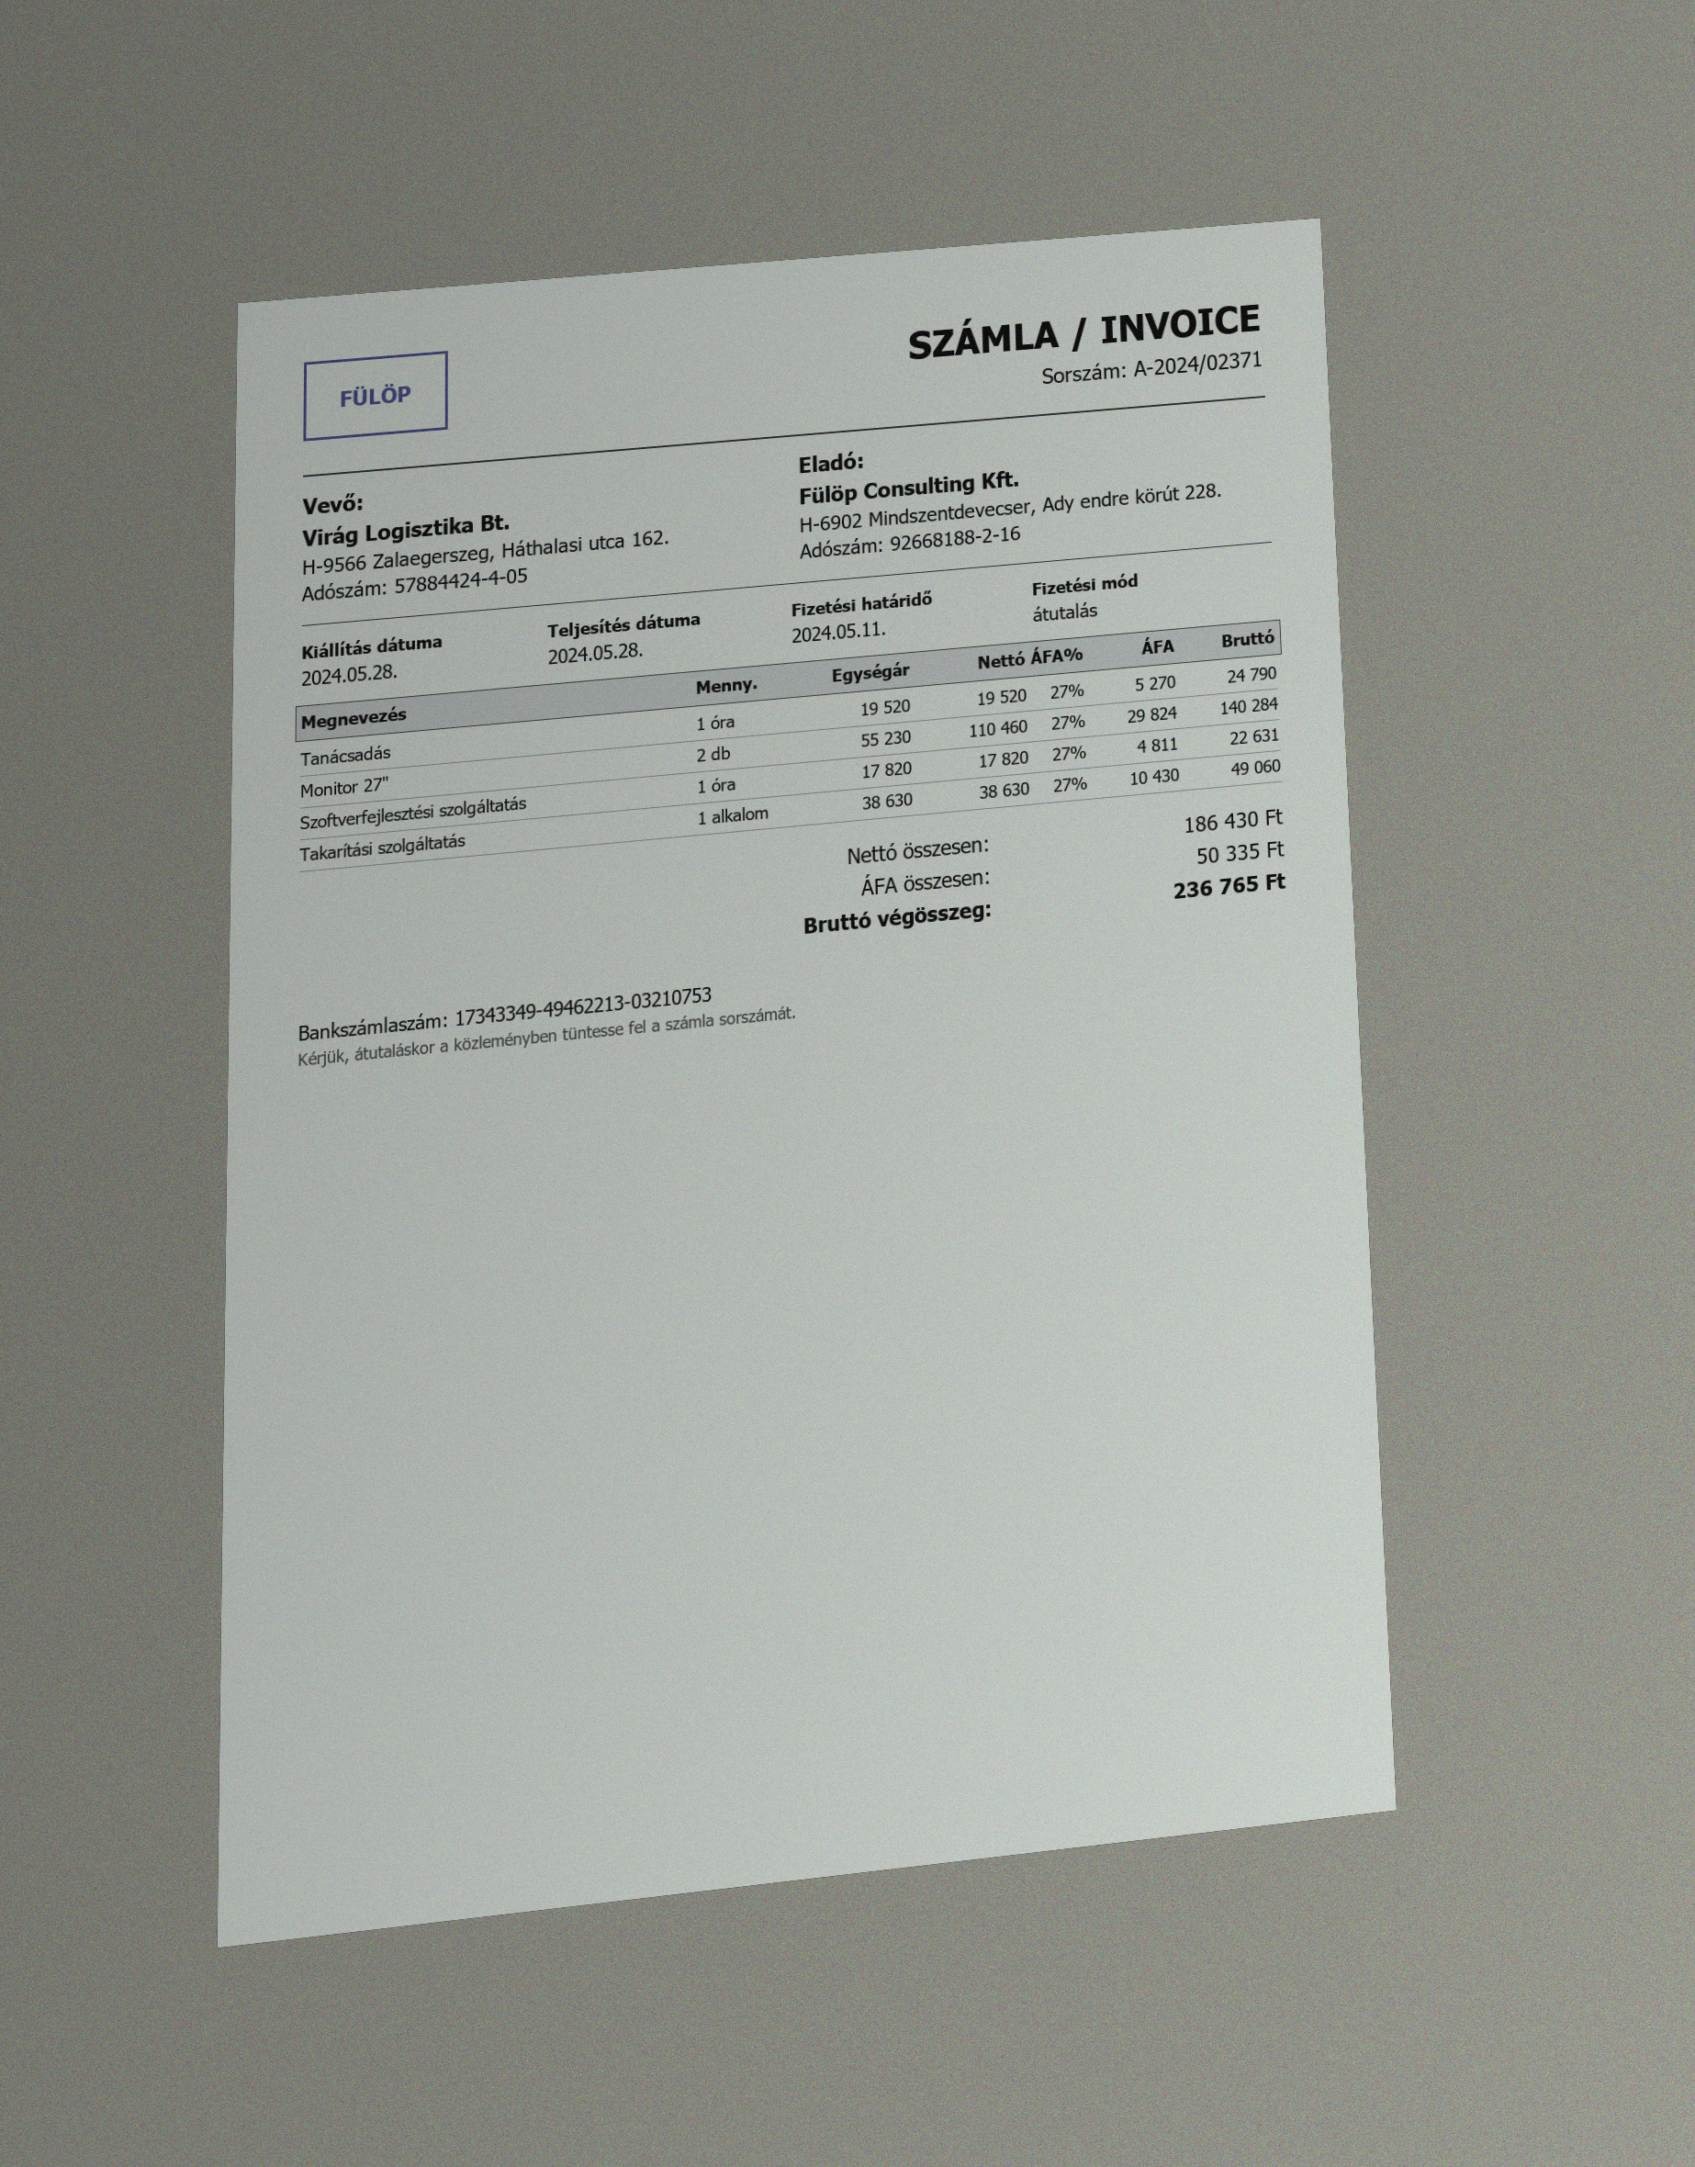 FÜLÖP
SZÁMLA / INVOICE
Sorszám: A-2024/02371
Vevő:
Virág Logisztika Bt.
H-9566 Zalaegerszeg, Háthalasi utca 162.
Adószám: 57884424-4-05
Eladó:
Fülöp Consulting Kft.
H-6902 Mindszentdevecser, Ady endre körút 228.
Adószám: 92668188-2-16
Kiállítás dátuma Teljesítés dátuma Fizetési határidő Fizetési mód
2024.05.28. 2024.05.28. 2024.05.11. átutalás
Megnevezés Menny. Egységár Nettó ÁFA% ÁFA Bruttó
Tanácsadás 1 óra 19 520 19 520 27% 5 270 24 790
Monitor 27" 2 db 55 230 110 460 27% 29 824 140 284
Szoftverfejlesztési szolgáltatás 1 óra 17 820 17 820 27% 4 811 22 631
Takarítási szolgáltatás 1 alkalom 38 630 38 630 27% 10 430 49 060
Nettó összesen: 186 430 Ft
ÁFA összesen: 50 335 Ft
Bruttó végösszeg: 236 765 Ft
Bankszámlaszám: 17343349-49462213-03210753
Kérjük, átutaláskor a közleményben tüntesse fel a számla sorszámát.